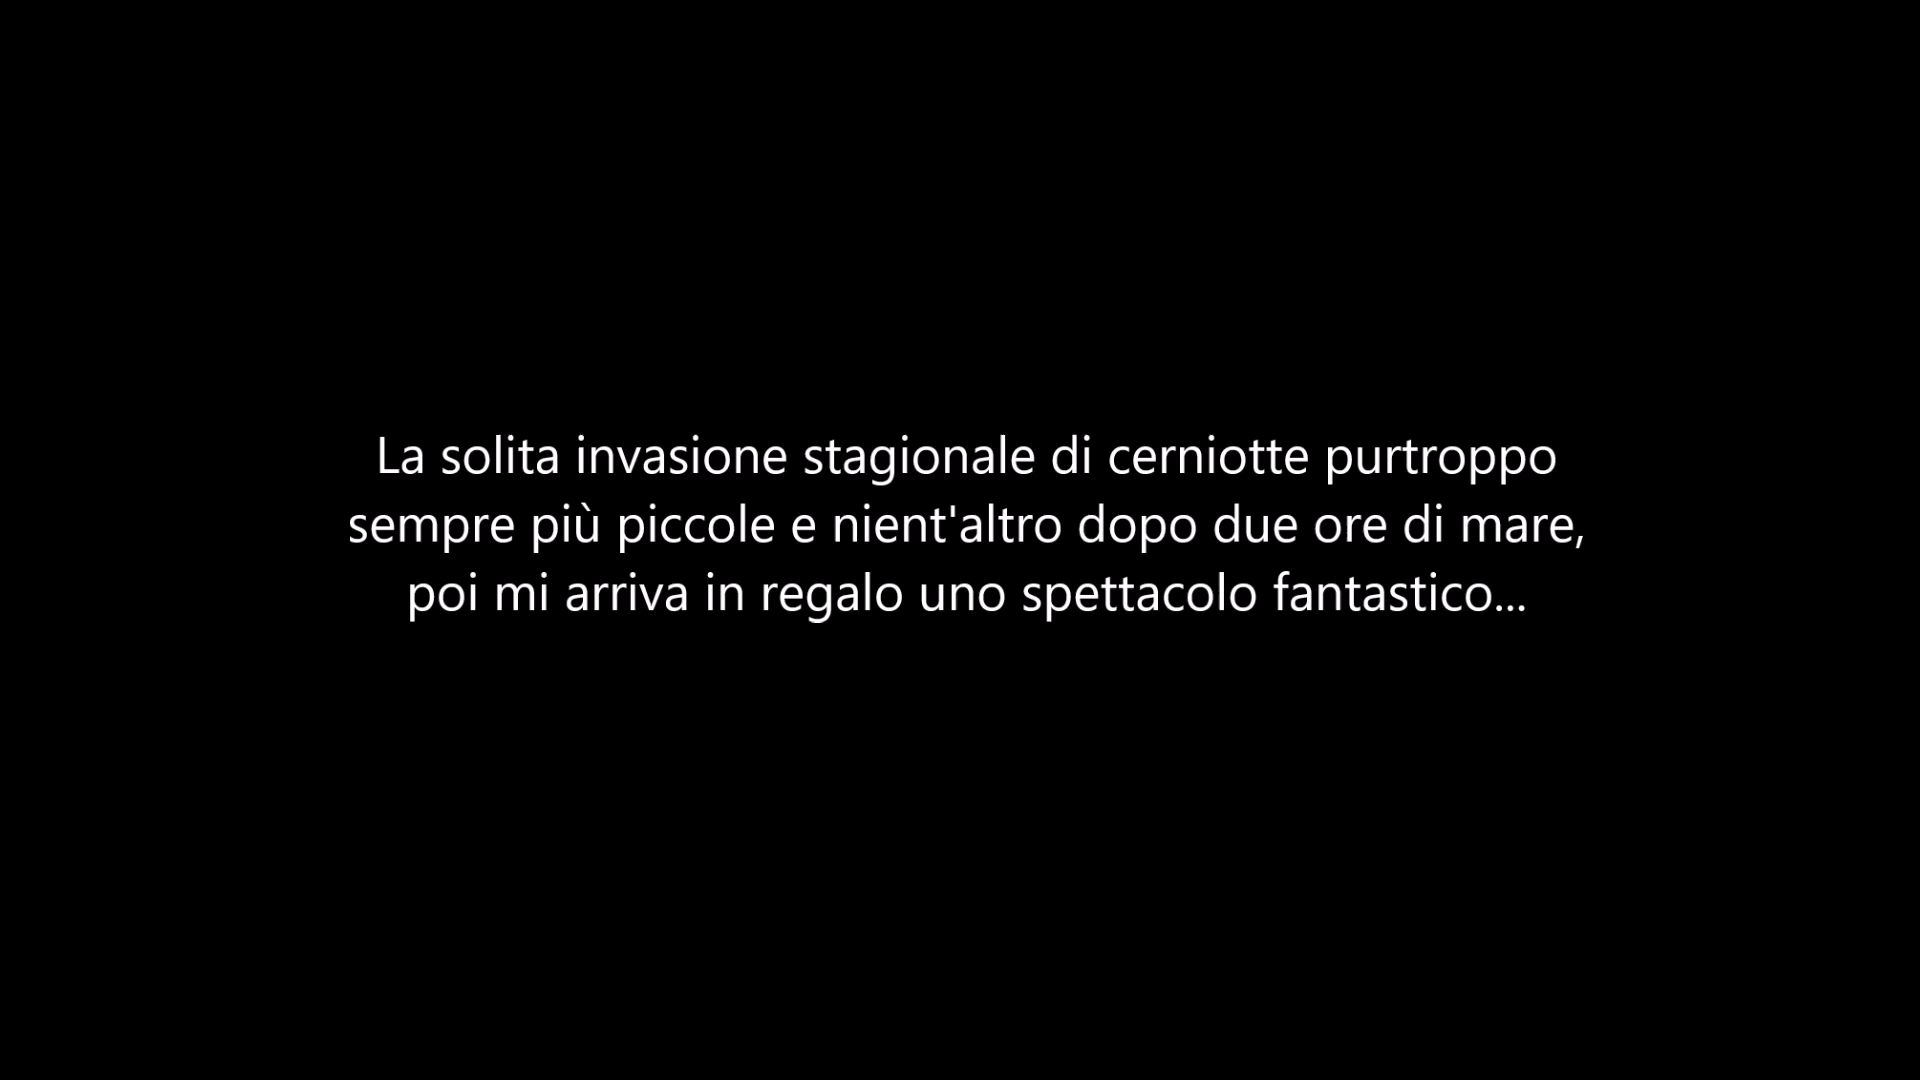 La solita invasione stagionale di cerniotte purtroppo
sempre più piccole e nient'altro dopo due ore di mare,
poi mi arriva in regalo uno spettacolo fantastico...